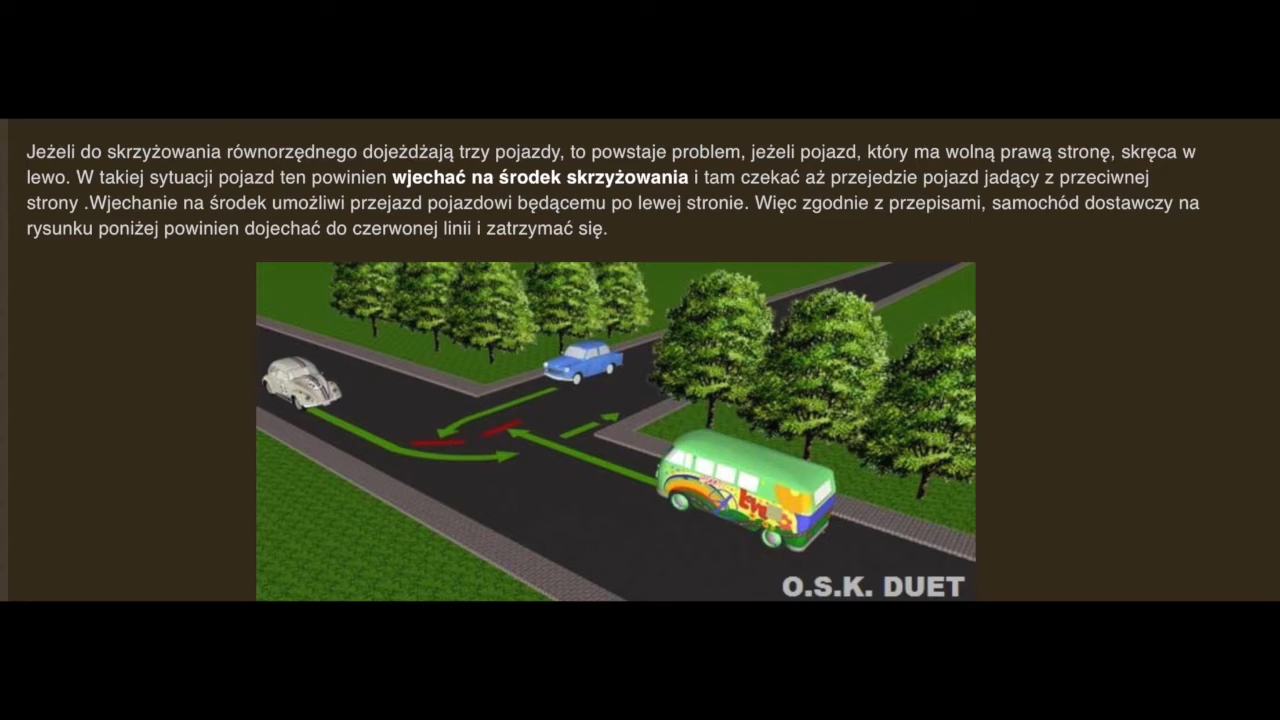 Jeżeli do skrzyżowania równorzędnego dojeżdżają trzy pojazdy, to powstaje problem, jeżeli pojazd, który ma wolną prawą stronę, skręca w
lewo. W takiej sytuacji pojazd ten powinien wjechać na środek skrzyżowania i tam czekać aż przejedzie pojazd jadący z przeciwnej
strony .Wjechanie na środek umożliwi przejazd pojazdowi będącemu po lewej stronie. Więc zgodnie z przepisami, samochód dostawczy na
rysunku poniżej powinien dojechać do czerwonej linii i zatrzymać się.
O.S.K. DUET